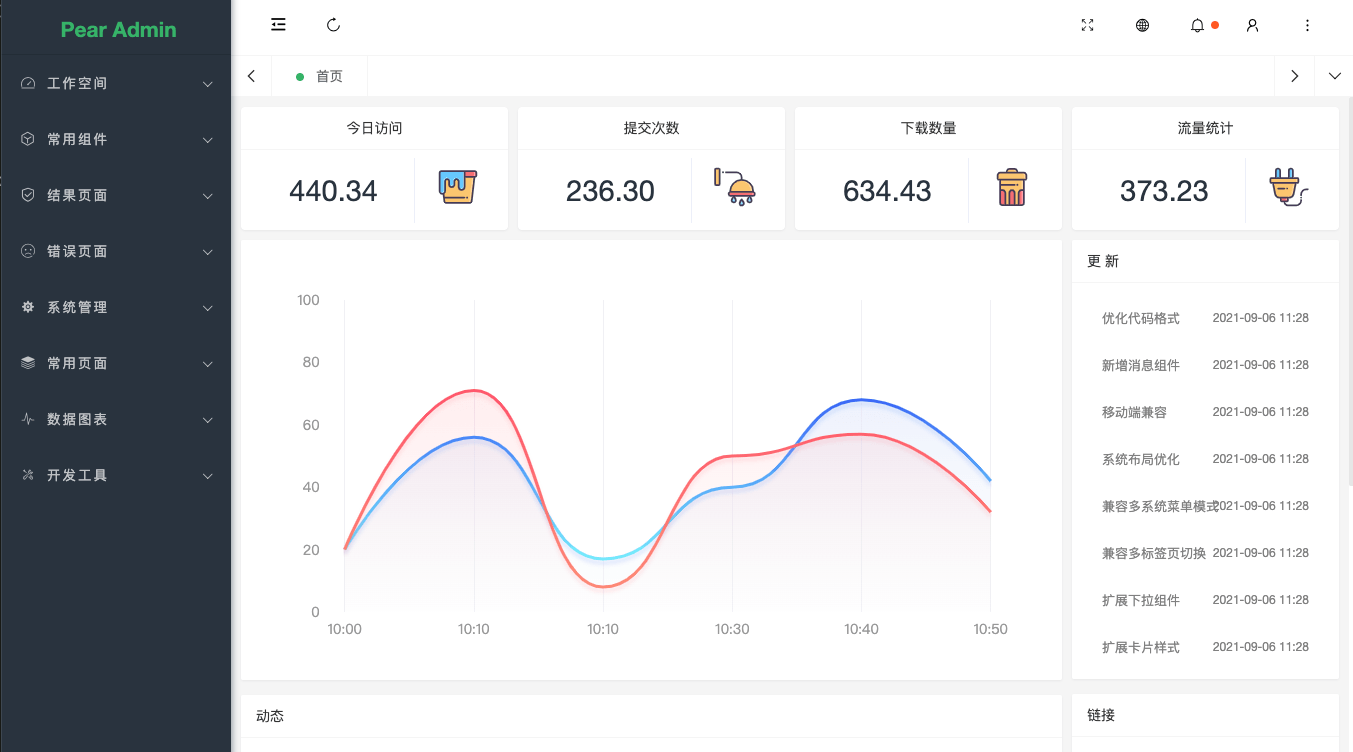 Pear Admin
工作空间
常用组件
结果页面
错误页面
系统管理
常用页面
数据图表
开发工具
首页
今日访问
440.34
提交次数
236.30
下载数量
634.43
流量统计
373.23
100
80
60
40
20
0
10:00 10:10 10:10 10:30 10:40 10:50
更 新
优化代码格式 2021-09-06 11:28
新增消息组件 2021-09-06 11:28
移动端兼容 2021-09-06 11:28
系统布局优化 2021-09-06 11:28
兼容多系统菜单模式 2021-09-06 11:28
兼容多标签页切换 2021-09-06 11:28
扩展下拉组件 2021-09-06 11:28
扩展卡片样式 2021-09-06 11:28
动态
链接